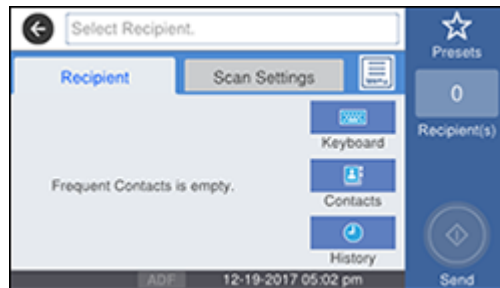 Select Recipient.
Presets
Recipient
Scan Settings
Menu
0
Recipient(s)
Keyboard
Frequent Contacts is empty.
Contacts
History
ADF
12-19-2017 05:02 pm
Send